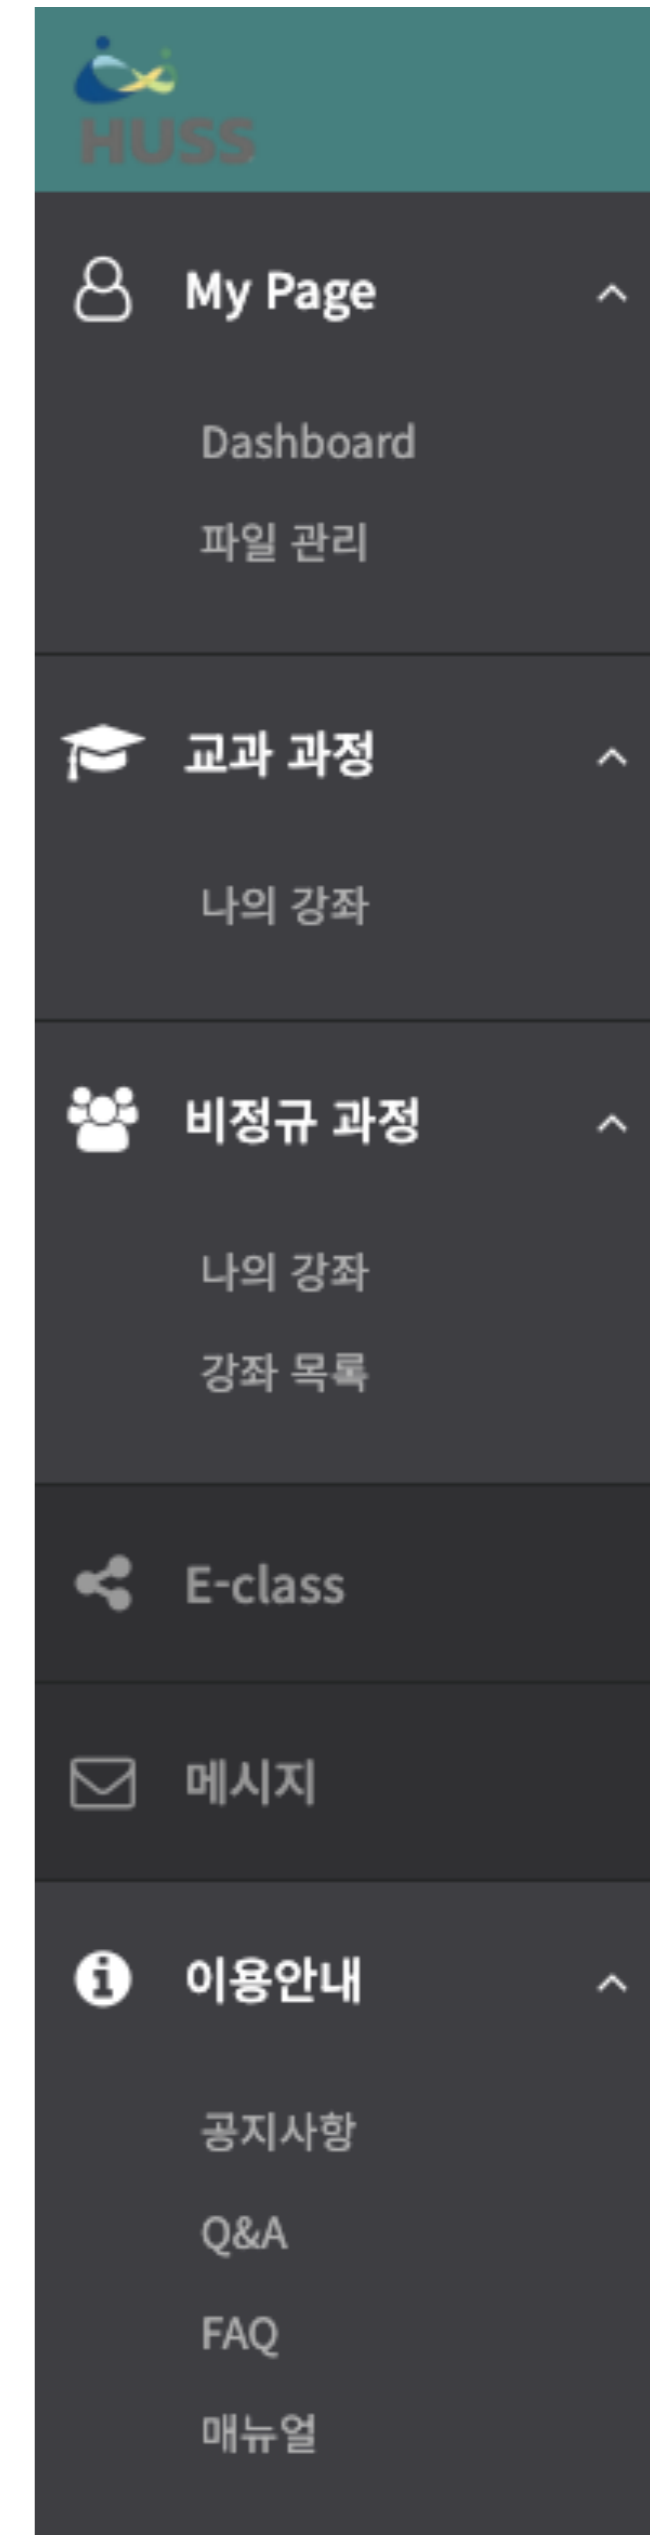 HUSS
My Page
Dashboard
파일 관리
교과 과정
나의 강좌
비정규 과정
나의 강좌
강좌 목록
E-class
메시지
이용안내
공지사항
Q&A
FAQ
매뉴얼